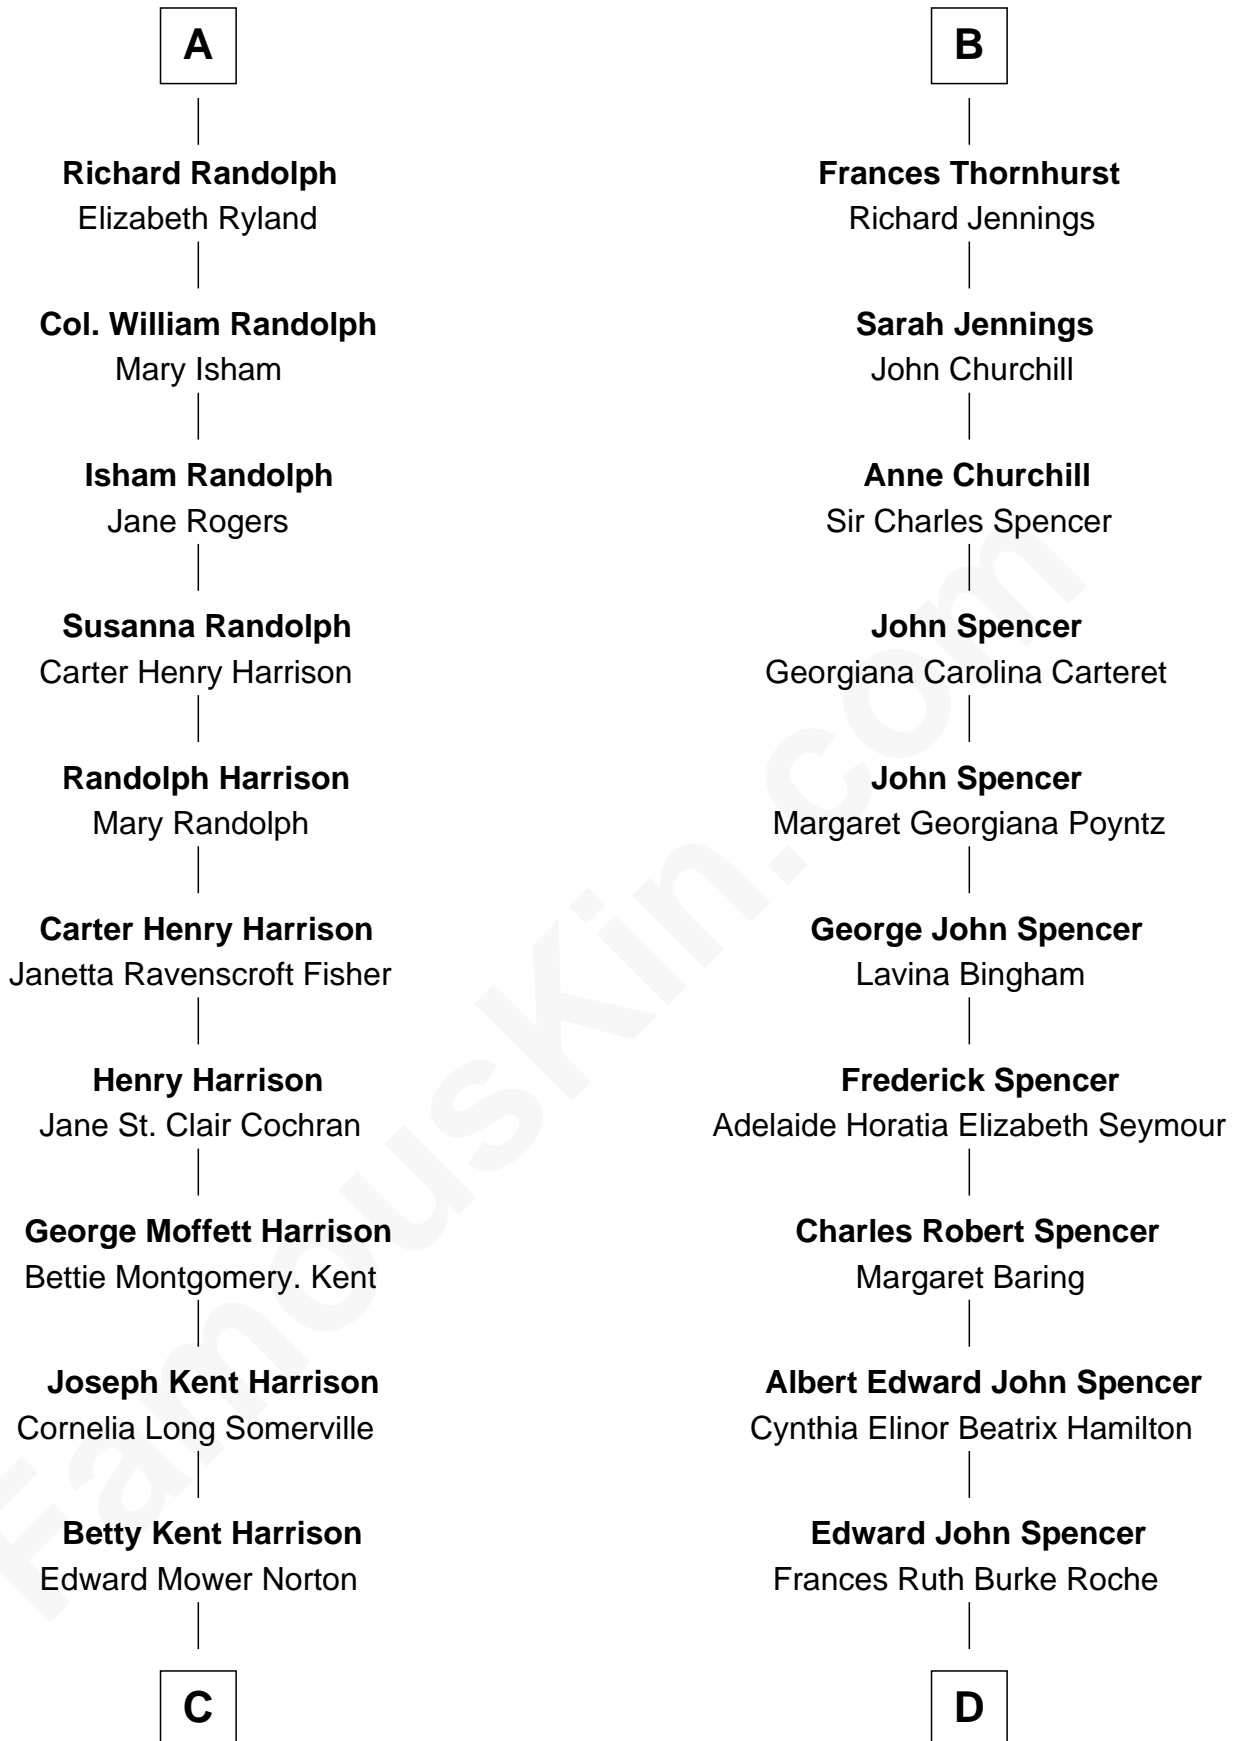 A
Richard Randolph
Elizabeth Ryland
Col. William Randolph
Mary Isham
Isham Randolph
Jane Rogers
Susanna Randolph
Carter Henry Harrison
Randolph Harrison
Mary Randolph
Carter Henry Harrison
Janetta Ravenscroft Fisher
Henry Harrison
Jane St. Clair Cochran
George Moffett Harrison
Bettie Montgomery. Kent
Joseph Kent Harrison
Cornelia Long Somerville
Betty Kent Harrison
Edward Mower Norton
C
B
Frances Thornhurst
Richard Jennings
Sarah Jennings
John Churchill
Anne Churchill
Sir Charles Spencer
John Spencer
Georgiana Carolina Carteret
John Spencer
Margaret Georgiana Poyntz
George John Spencer
Lavina Bingham
Frederick Spencer
Adelaide Horatia Elizabeth Seymour
Charles Robert Spencer
Margaret Baring
Albert Edward John Spencer
Cynthia Elinor Beatrix Hamilton
Edward John Spencer
Frances Ruth Burke Roche
D
FamousKin.com